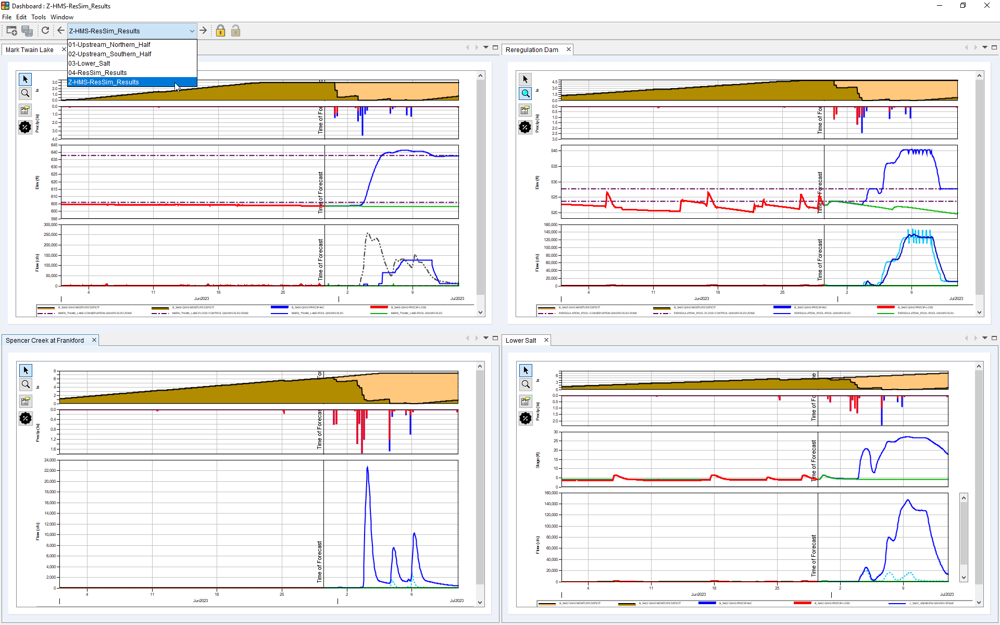 Dashboard : Z-HMS-ResSim_Results
File Edit Tools Window
Z-HMS-ResSim_Results
01-Upstream_Northern_Half
02-Upstream_Southern_Half
03-Lower_Salt
04-ResSim_Results
Z-HMS-ResSim_Results
Mark Twain Lake
3.0
2.0
1.0
0.0
In
0.0
1.0
2.0
3.0
4.0
Precip (In)
Time of For
645
640
635
630
625
620
615
610
605
600
595
Elev (ft)
Time of Forecast
300,000
250,000
200,000
150,000
100,000
50,000
0
Flow (cfs)
Time of Forecast
4 11 18 25 2 9
Jun2023 Jul2023
B_SA06 00H0 MOISTURE DEFICIT B_SA06 Q0H0 MOISTURE DEFICIT B_SA06 Q0H0 PRECIP-INC B_SA06 Q0H0 PRECIP-LOSS
MARK_TWAIN_LAKE-CONSERVATION Q0H0R0 ELEV-ZONE MARK_TWAIN_LAKE-FLOOD CONTROL Q0H0R0 ELEV-ZONE MARK_TWAIN_LAKE-POOL Q0H0R0 ELEV MARK_TWAIN_LAKE-POOL 00H0R0 ELEV
Reregulation Dam
4.5
3.0
1.5
0.0
In
0.0
0.5
1.0
1.5
2.0
2.5
3.0
Precip (In)
Time of For
540
535
530
525
520
Elev (ft)
Time of Forecast
160,000
140,000
120,000
100,000
80,000
60,000
40,000
20,000
0
Flow (cfs)
Time of Forecast
4 11 18 25 2 9
Jun2023 Jul2023
B_SA05 00H0 MOISTURE DEFICIT B_SA05 Q0H0 MOISTURE DEFICIT B_SA05 Q0H0 PRECIP-INC B_SA05 Q0H0 PRECIP-LOSS
REREGULATION_POOL-CONSERVATION Q0H0R0 ELEV-ZONE REREGULATION_POOL-FLOOD CONTROL Q0H0R0 ELEV-ZONE REREGULATION_POOL-POOL Q0H0R0 ELEV REREGULATION_POOL-POOL 00H0R0 ELEV
Spencer Creek at Frankford
8
6
4
2
0
In
For
0.0
0.4
0.8
1.2
1.6
Precip (In)
Time of Forecas
24,000
22,000
20,000
18,000
16,000
14,000
12,000
10,000
8,000
6,000
4,000
2,000
0
Flow (cfs)
Time of Forecast
4 11 18 25 2 9
Jun2023 Jul2023
Lower Salt
6
3
0
In
me
0.0
0.5
1.0
1.5
2.0
Precip (In)
Time of Fo
30
25
20
15
10
5
0
Stage (ft)
Time of Forecast
160,000
140,000
120,000
100,000
80,000
60,000
40,000
20,000
0
Flow (cfs)
Time of Forecast
4 11 18 25 2 9
Jun2023 Jul2023
B_SA02 00H0 MOISTURE DEFICIT B_SA02 Q0H0 MOISTURE DEFICIT B_SA02 Q0H0 PRECIP-INC B_SA02 Q0H0 PRECIP-LOSS J_SA02_ASHBURN Q0H0R0 STAGE